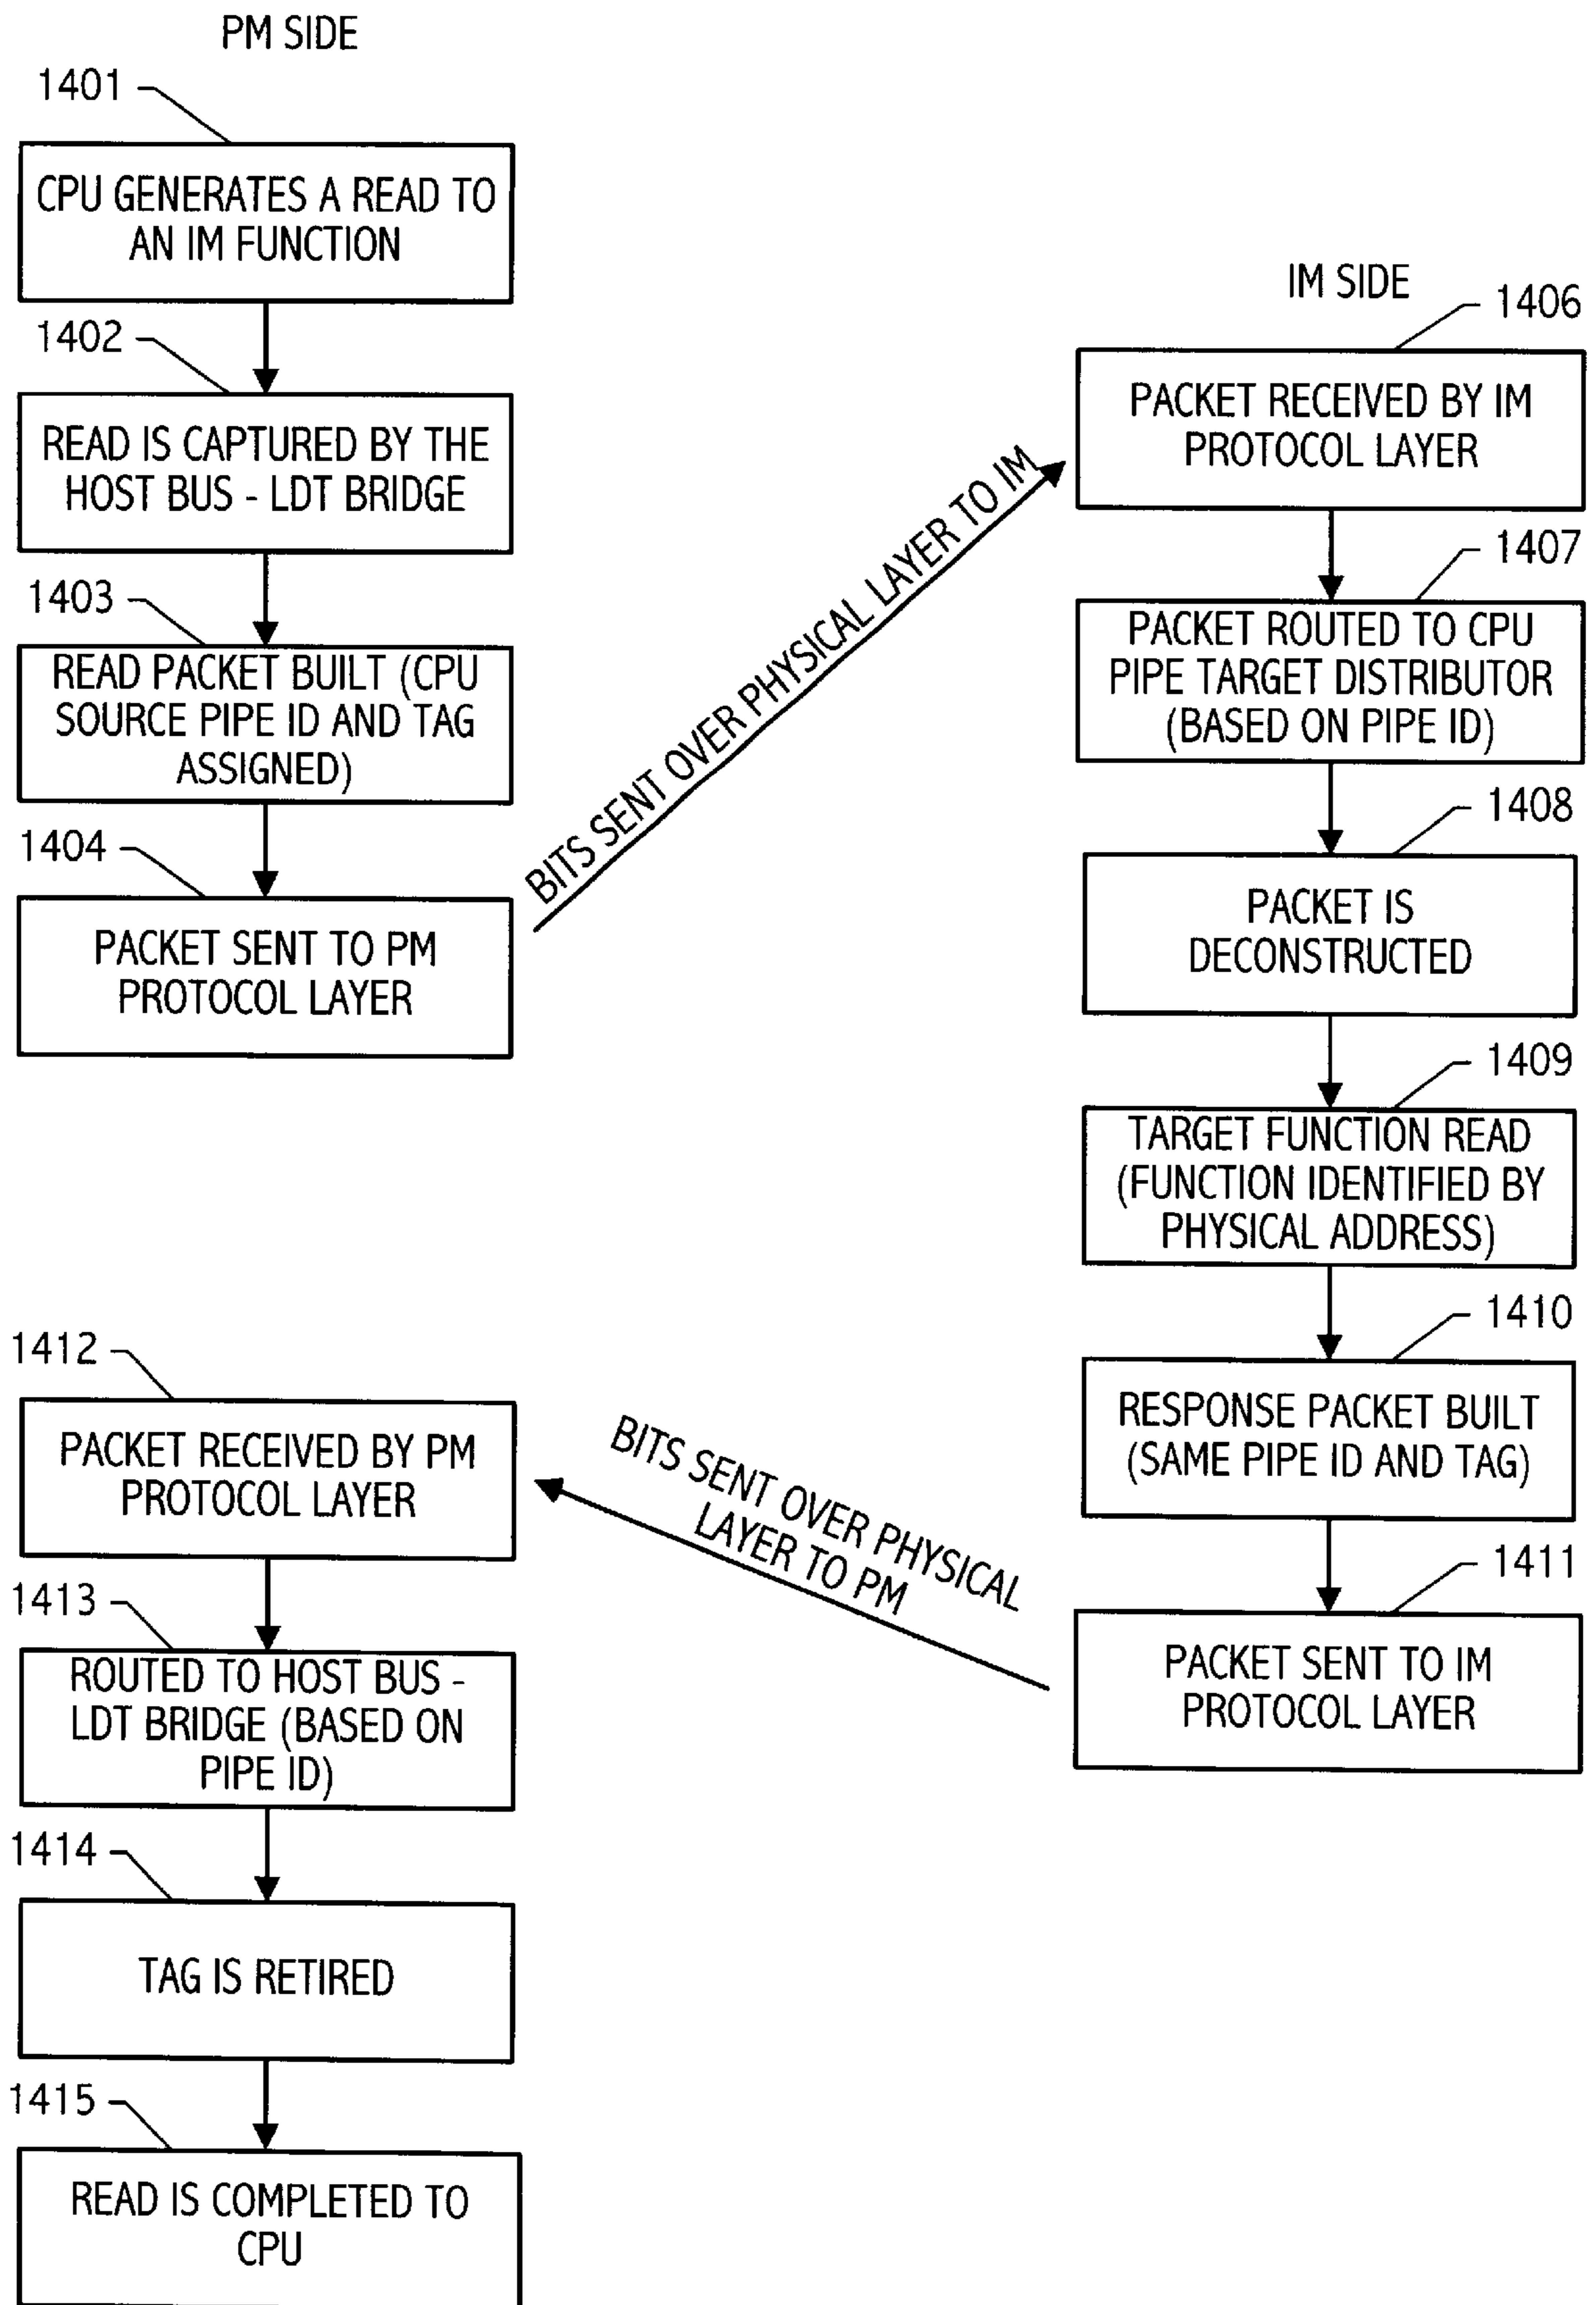 PM SIDE
1401
CPU GENERATES A READ TO
AN IM FUNCTION
1402
READ IS CAPTURED BY THE
HOST BUS - LDT BRIDGE
1403
READ PACKET BUILT (CPU
SOURCE PIPE ID AND TAG
ASSIGNED)
1404
PACKET SENT TO PM
PROTOCOL LAYER
BITS SENT OVER PHYSICAL LAYER TO IM
IM SIDE
1406
PACKET RECEIVED BY IM
PROTOCOL LAYER
1407
PACKET ROUTED TO CPU
PIPE TARGET DISTRIBUTOR
(BASED ON PIPE ID)
1408
PACKET IS
DECONSTRUCTED
1409
TARGET FUNCTION READ
(FUNCTION IDENTIFIED BY
PHYSICAL ADDRESS)
1410
RESPONSE PACKET BUILT
(SAME PIPE ID AND TAG)
1411
PACKET SENT TO IM
PROTOCOL LAYER
BITS SENT OVER PHYSICAL
LAYER TO PM
1412
PACKET RECEIVED BY PM
PROTOCOL LAYER
1413
ROUTED TO HOST BUS -
LDT BRIDGE (BASED ON
PIPE ID)
1414
TAG IS RETIRED
1415
READ IS COMPLETED TO
CPU